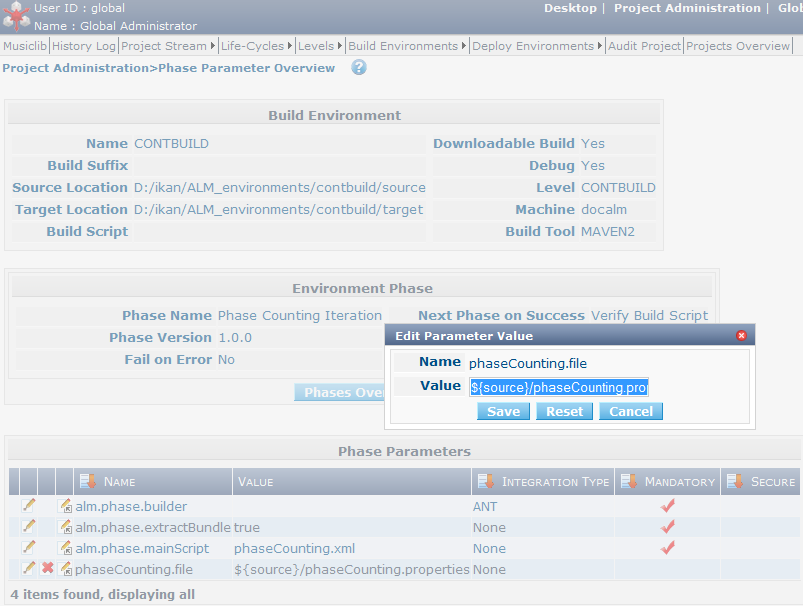 User ID : global
Name : Global Administrator
Desktop | Project Administration | Glo
Musiclib History Log Project Stream Life-Cycles Levels Build Environments Deploy Environments Audit Project Projects Overview
Project Administration>Phase Parameter Overview ?
Build Environment
Name CONTBUILD Downloadable Build Yes
Build Suffix Debug Yes
Source Location D:/ikan/ALM_environments/contbuild/source Level CONTBUILD
Target Location D:/ikan/ALM_environments/contbuild/target Machine docalm
Build Script Build Tool MAVEN2
Environment Phase
Phase Name Phase Counting Iteration Next Phase on Success Verify Build Script
Phase Version 1.0.0
Fail on Error No
Phases Ove
Edit Parameter Value
Name phaseCounting.file
Value ${source}/phaseCounting.prop
Save Reset Cancel
Phase Parameters
NAME VALUE INTEGRATION TYPE MANDATORY SECURE
alm.phase.builder ANT
alm.phase.extractBundle true None
alm.phase.mainScript phaseCounting.xml None
phaseCounting.file ${source}/phaseCounting.properties None
4 items found, displaying all